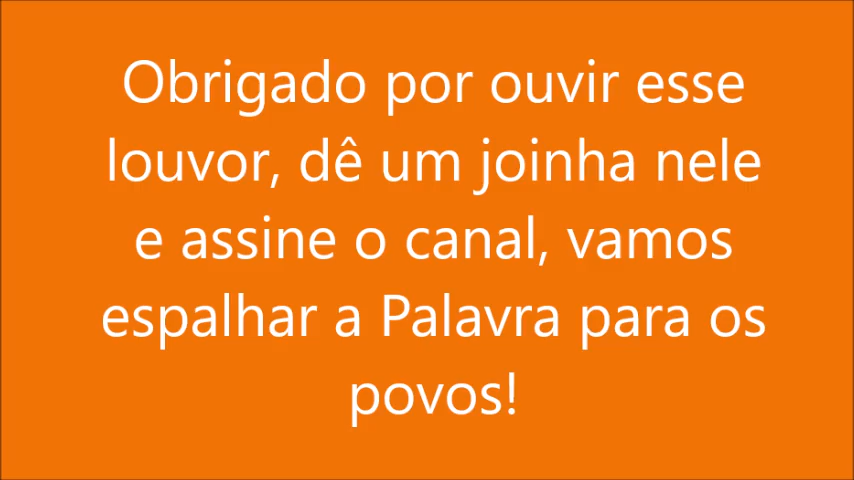 Obrigado por ouvir esse
louvor, dê um joinha nele
e assine o canal, vamos
espalhar a Palavra para os
povos!